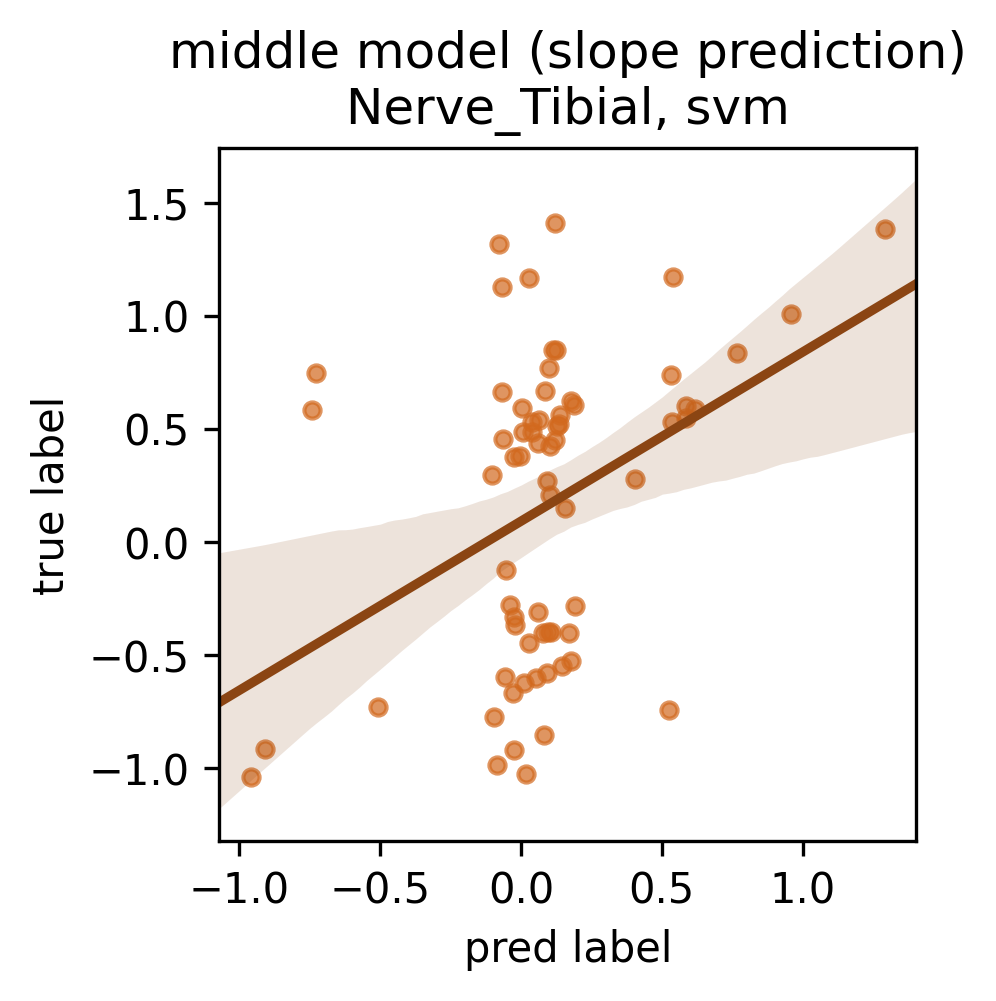 middle model (slope prediction)
Nerve_Tibial, svm
1.5
1.0
0.5
0.0
−0.5
−1.0
true label
−1.0 −0.5 0.0 0.5 1.0
pred label